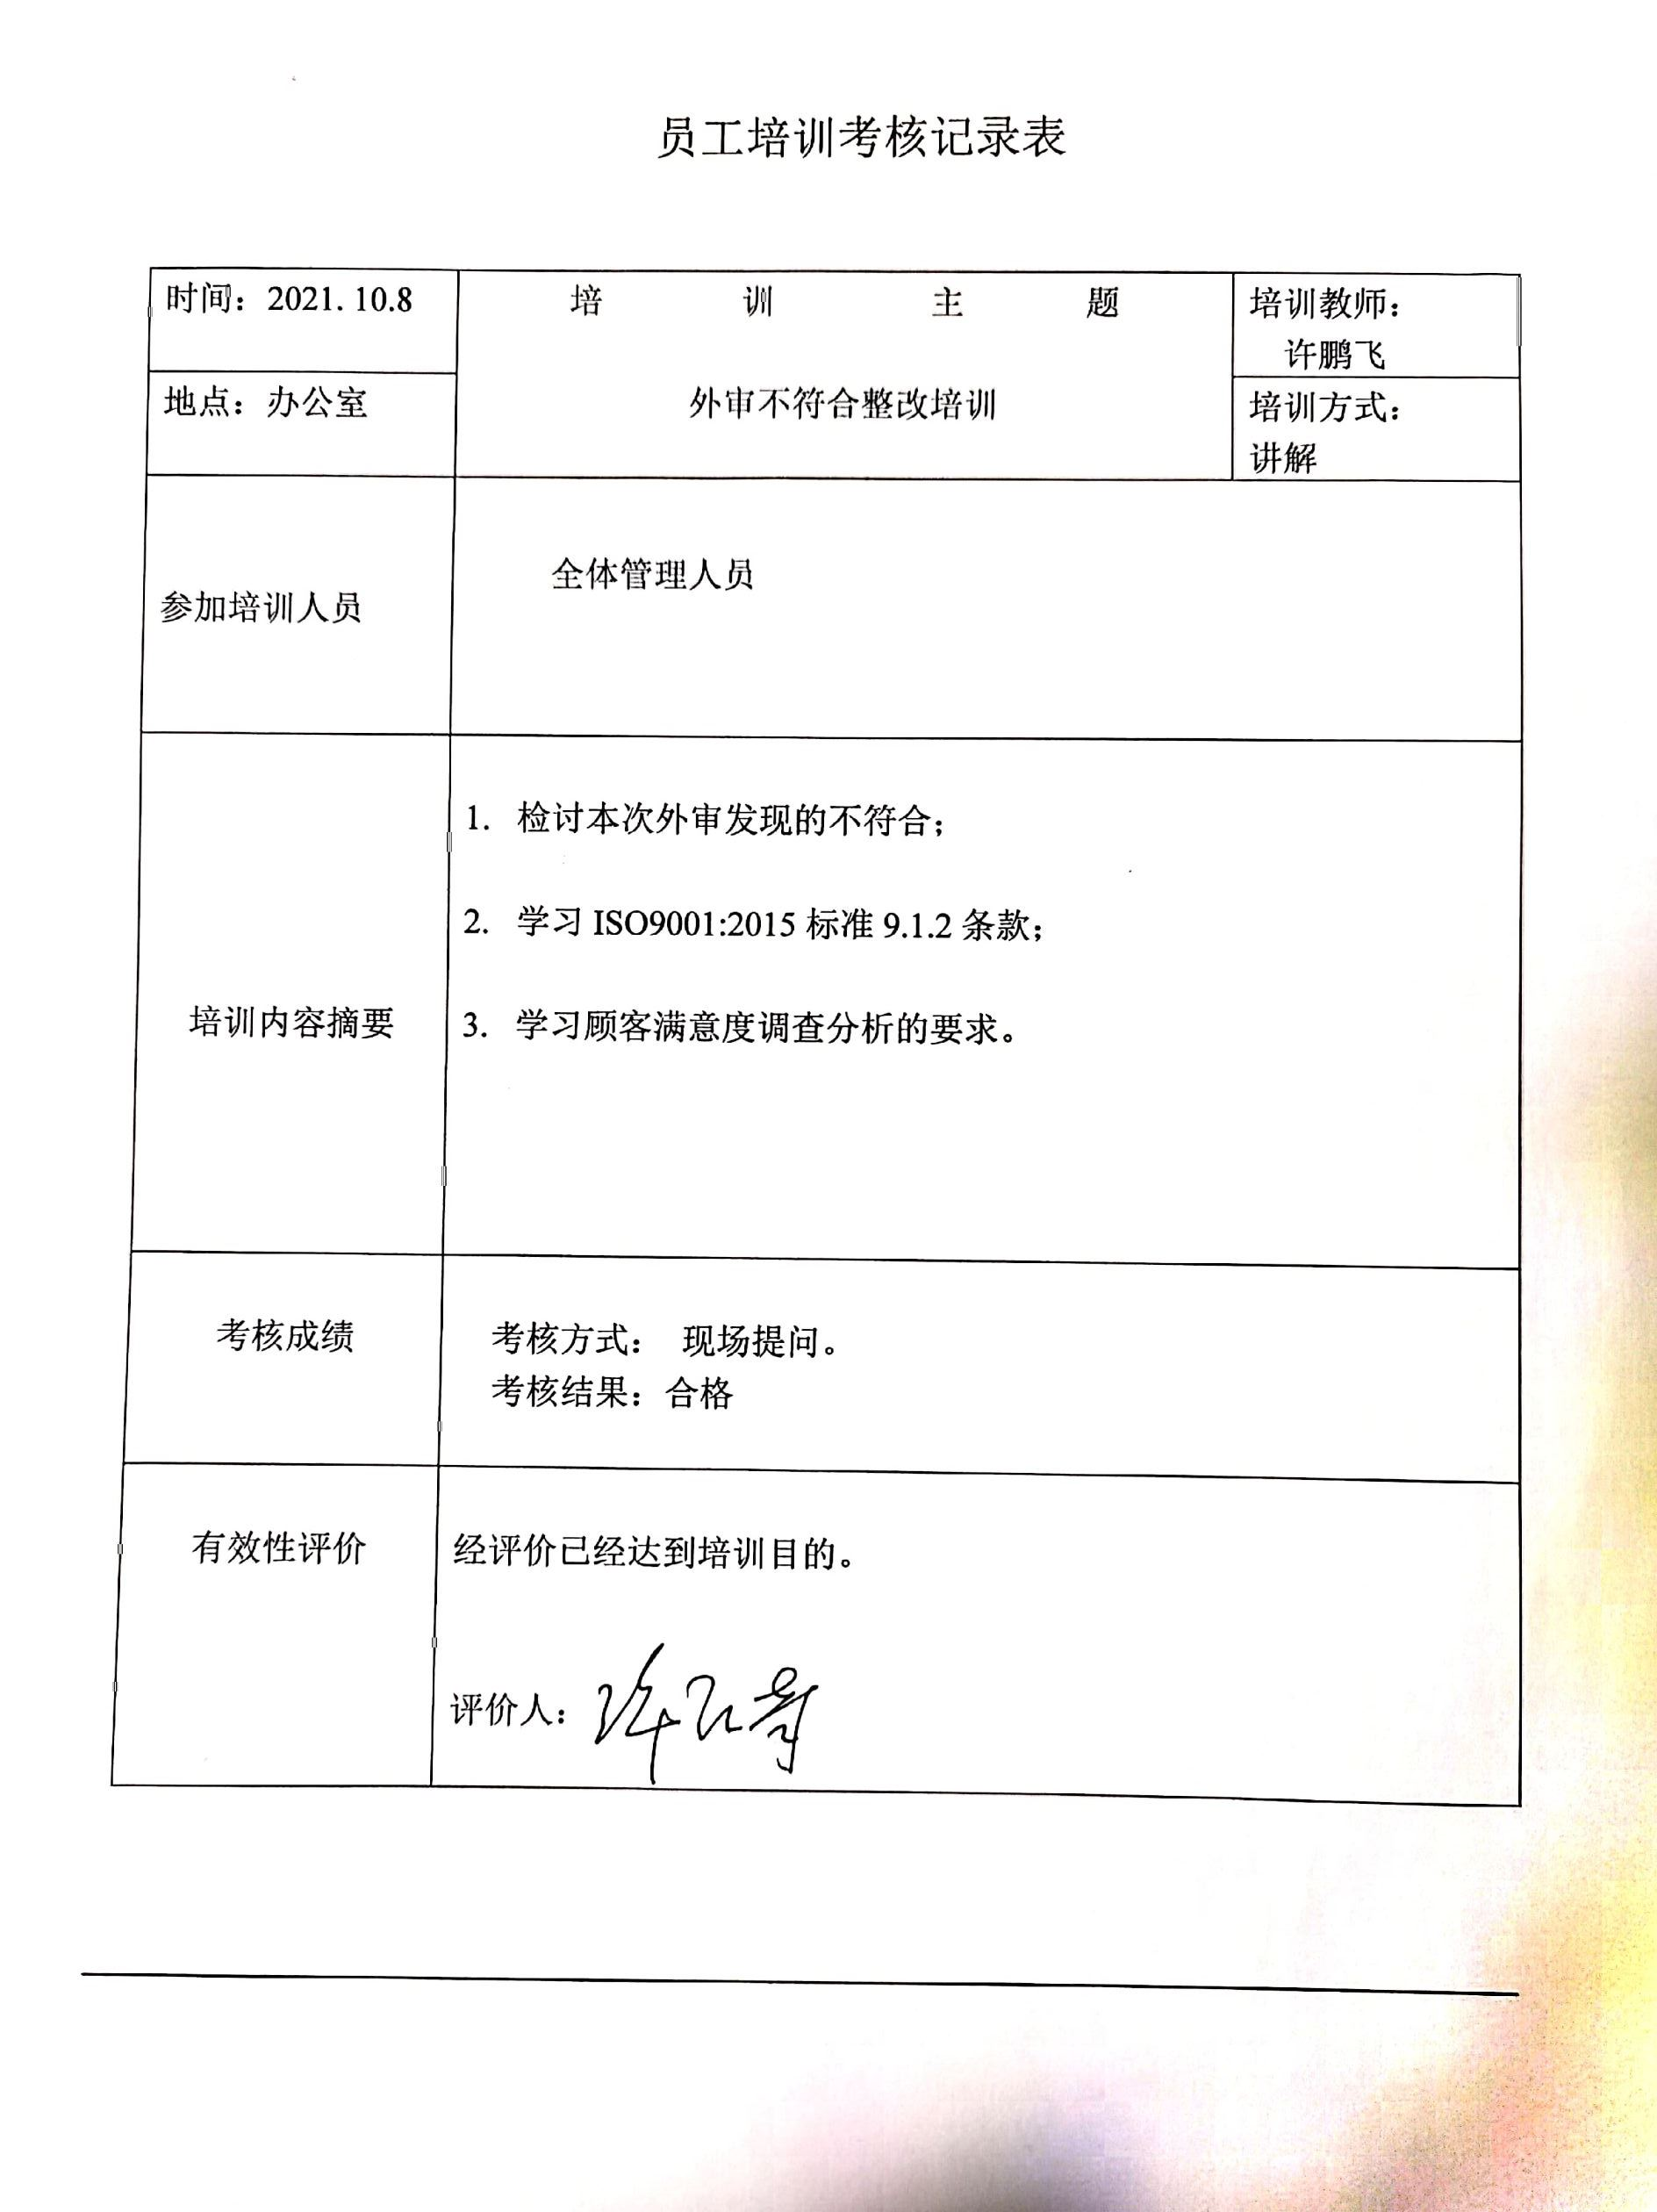 员工培训考核记录表
时间：2021.10.8
培 训 主 题
培训教师：
许鹏飞
地点：办公室
外审不符合整改培训
培训方式：
讲解
参加培训人员
全体管理人员
培训内容摘要
1. 检讨本次外审发现的不符合；
2. 学习 ISO9001:2015 标准 9.1.2 条款；
3. 学习顾客满意度调查分析的要求。
考核成绩
考核方式： 现场提问。
考核结果：合格
有效性评价
经评价已经达到培训目的。
评价人：